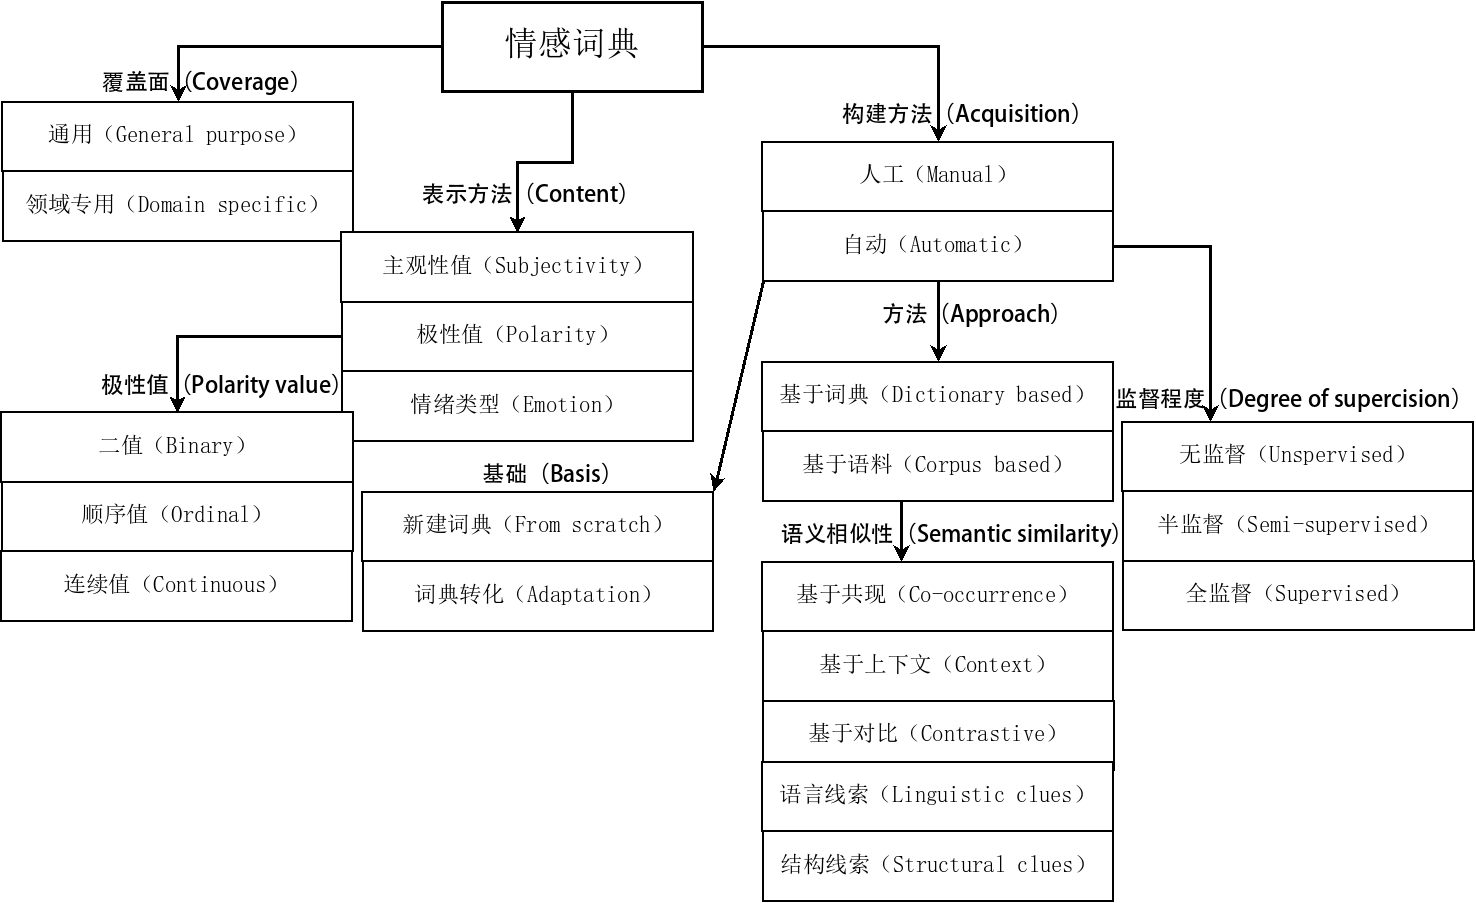 情感词典
覆盖面（Coverage）
通用（General purpose）
领域专用（Domain specific）
表示方法（Content）
主观性值（Subjectivity）
极性值（Polarity）
情绪类型（Emotion）
极性值（Polarity value）
二值（Binary）
顺序值（Ordinal）
连续值（Continuous）
构建方法（Acquisition）
人工（Manual）
自动（Automatic）
基础（Basis）
新建词典（From scratch）
词典转化（Adaptation）
方法（Approach）
基于词典（Dictionary based）
基于语料（Corpus based）
语义相似性（Semantic similarity）
基于共现（Co-occurrence）
基于上下文（Context）
基于对比（Contrastive）
语言线索（Linguistic clues）
结构线索（Structural clues）
监督程度（Degree of supercision）
无监督（Unspervised）
半监督（Semi-supervised）
全监督（Supervised）